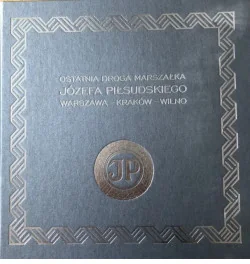 OSTATNIA DROGA MARSZAŁKA
JÓZEFA PIŁSUDSKIEGO
WARSZAWA - KRAKÓW - WILNO
JP